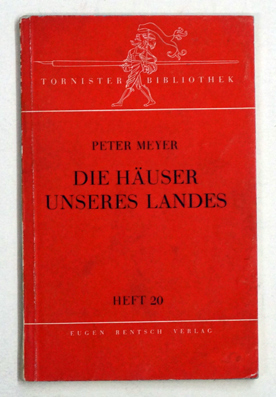 TORNISTER BIBLIOTHEK
PETER MEYER
DIE HÄUSER
UNSERES LANDES
HEFT 20
EUGEN RENTSCH VERLAG